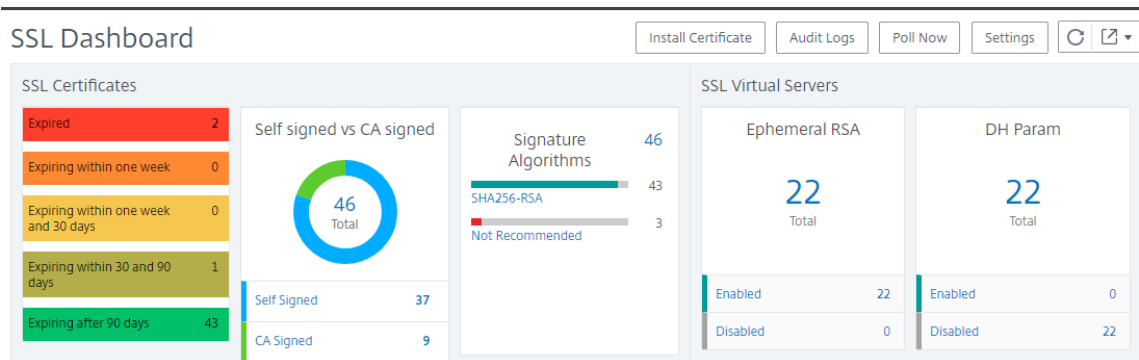 SSL Dashboard
Install Certificate
Audit Logs
Poll Now
Settings
SSL Certificates
Expired 2
Expiring within one week 0
Expiring within one week 0
and 30 days
Expiring within 30 and 90 1
days
Expiring after 90 days 43
Self signed vs CA signed
46
Total
Self Signed 37
CA Signed 9
Signature 46
Algorithms
43
SHA256-RSA
3
Not Recommended
SSL Virtual Servers
Ephemeral RSA
22
Total
Enabled 22
Disabled 0
DH Param
22
Total
Enabled 0
Disabled 22